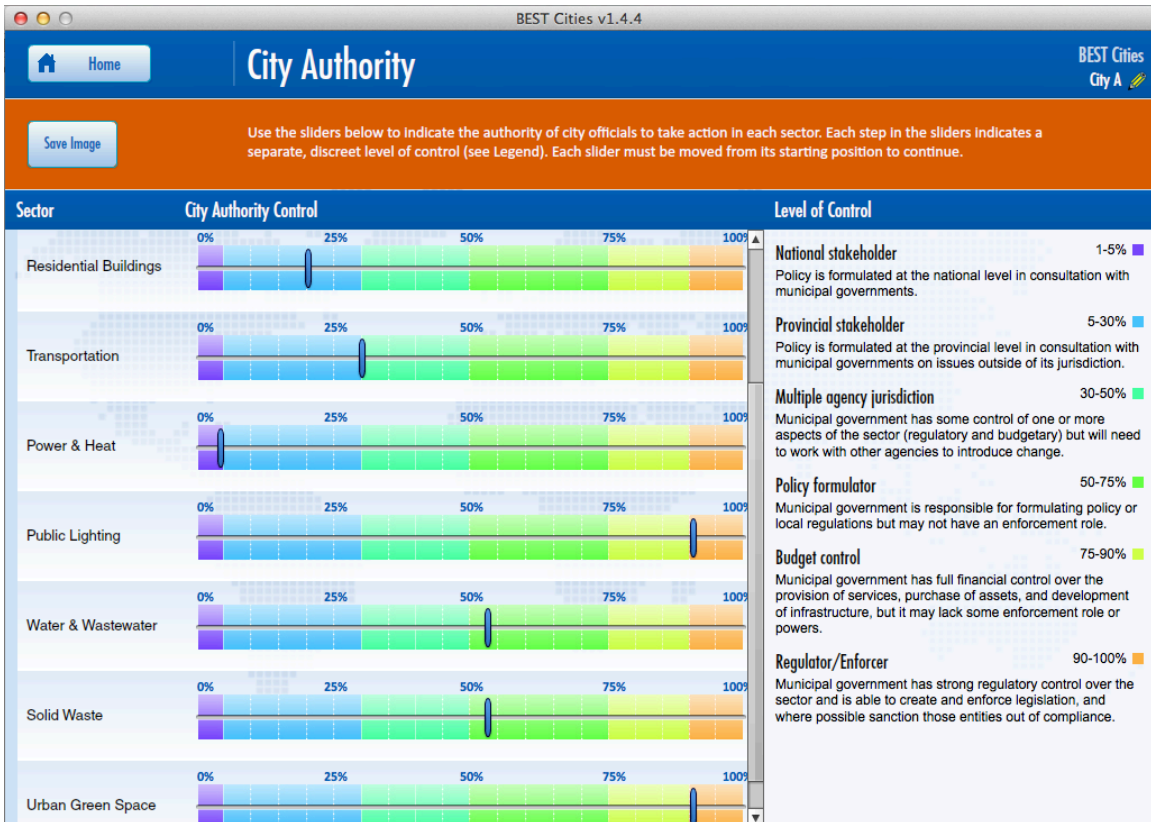 BEST Cities v1.4.4
Home
City Authority
BEST Cities
City A
Save Image
Use the sliders below to indicate the authority of city officials to take action in each sector. Each step in the sliders indicates a
separate, discreet level of control (see Legend). Each slider must be moved from its starting position to continue.
Sector
City Authority Control
Level of Control
0% 25% 50% 75% 100%
Residential Buildings
0% 25% 50% 75% 100%
Transportation
0% 25% 50% 75% 100%
Power & Heat
0% 25% 50% 75% 100%
Public Lighting
0% 25% 50% 75% 100%
Water & Wastewater
0% 25% 50% 75% 100%
Solid Waste
0% 25% 50% 75% 100%
Urban Green Space
National stakeholder 1-5%
Policy is formulated at the national level in consultation with
municipal governments.
Provincial stakeholder 5-30%
Policy is formulated at the provincial level in consultation with
municipal governments on issues outside of its jurisdiction.
Multiple agency jurisdiction 30-50%
Municipal government has some control of one or more
aspects of the sector (regulatory and budgetary) but will need
to work with other agencies to introduce change.
Policy formulator 50-75%
Municipal government is responsible for formulating policy or
local regulations but may not have an enforcement role.
Budget control 75-90%
Municipal government has full financial control over the
provision of services, purchase of assets, and development
of infrastructure, but it may lack some enforcement role or
powers.
Regulator/Enforcer 90-100%
Municipal government has strong regulatory control over the
sector and is able to create and enforce legislation, and
where possible sanction those entities out of compliance.